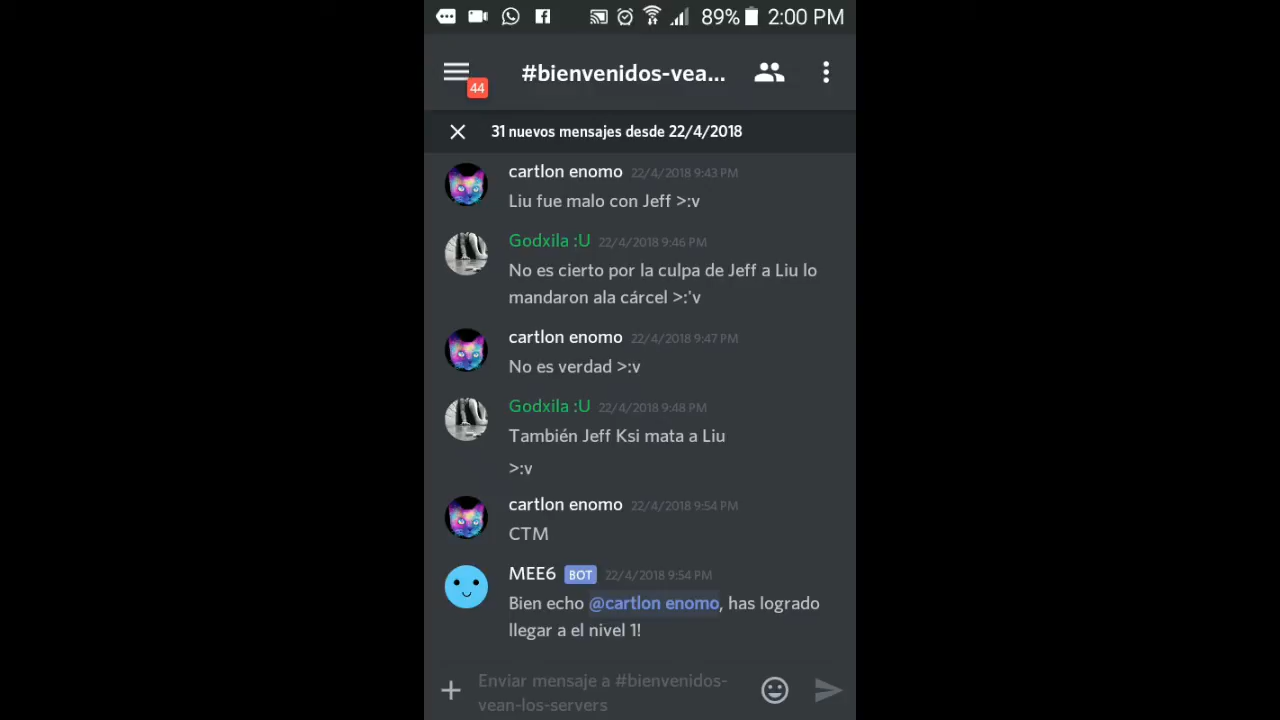 89% 2:00 PM
#bienvenidos-vea...
44
31 nuevos mensajes desde 22/4/2018
cartlon enomo 22/4/2018 9:43 PM
Liu fue malo con Jeff >:v
Godxila :U 22/4/2018 9:46 PM
No es cierto por la culpa de Jeff a Liu lo
mandaron ala cárcel >:'v
cartlon enomo 22/4/2018 9:47 PM
No es verdad >:v
Godxila :U 22/4/2018 9:48 PM
También Jeff Ksi mata a Liu
>:v
cartlon enomo 22/4/2018 9:54 PM
CTM
MEE6 BOT 22/4/2018 9:54 PM
Bien echo @cartlon enomo, has logrado
llegar a el nivel 1!
Enviar mensaje a #bienvenidos-
vean-los-servers